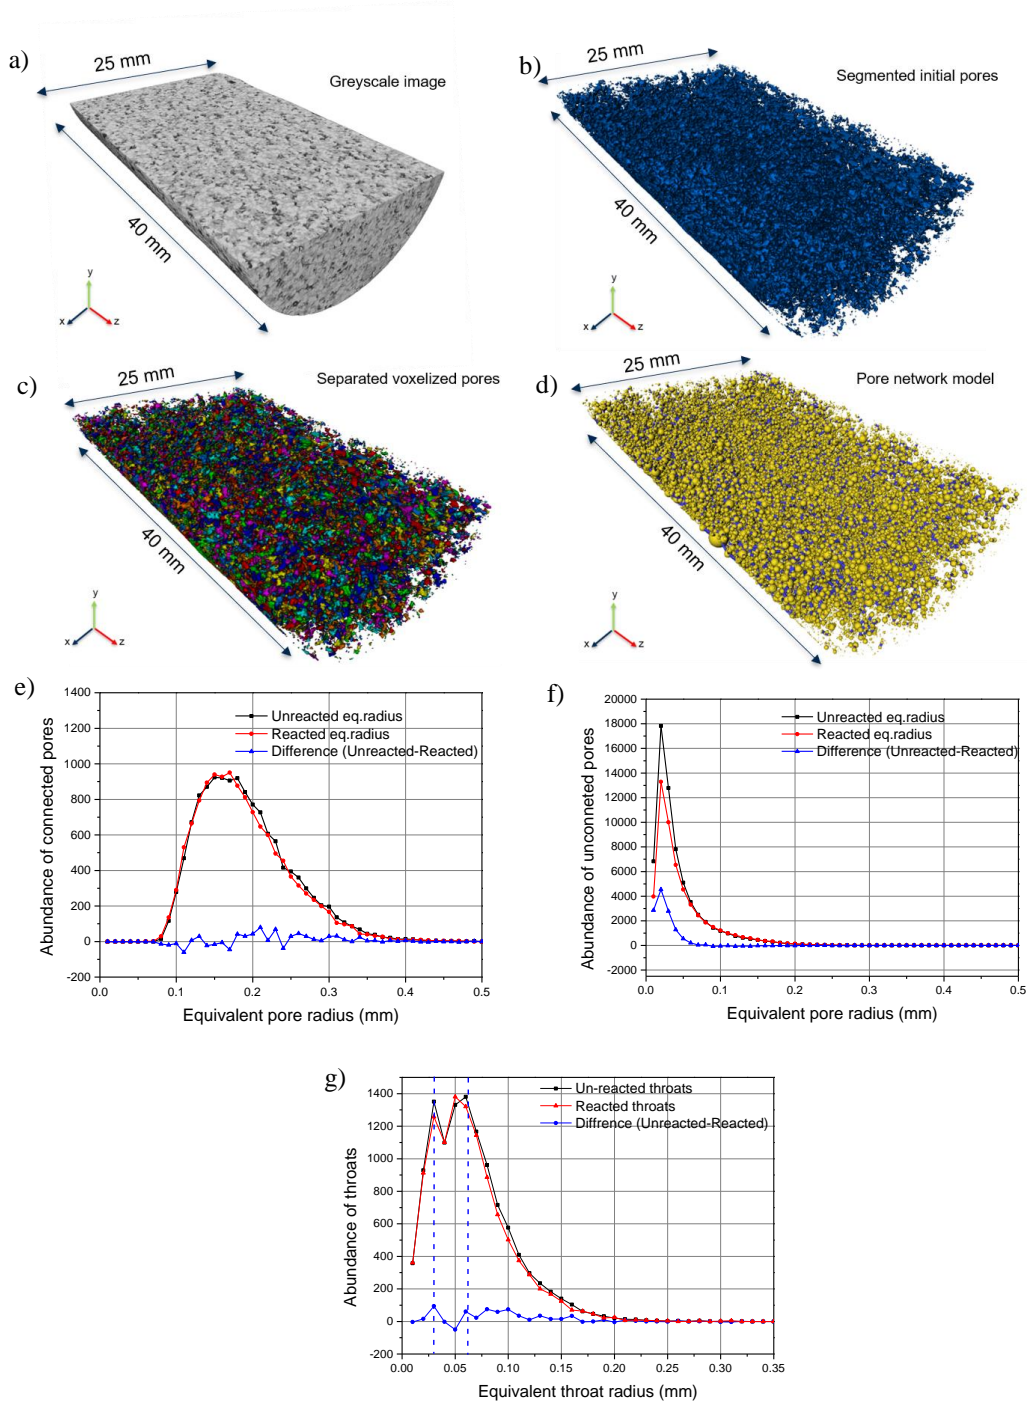 a)
25 mm
Greyscale image
40 mm
y
x
z
b)
25 mm
Segmented initial pores
40 mm
y
x
z
c)
25 mm
Separated voxelized pores
40 mm
y
x
z
d)
25 mm
Pore network model
40 mm
y
x
z
e)
1400
1200
1000
800
600
400
200
0
-200
Abundance of connected pores
Unreacted eq.radius
Reacted eq.radius
Difference (Unreacted-Reacted)
0.0 0.1 0.2 0.3 0.4 0.5
Equivalent pore radius (mm)
f)
20000
18000
16000
14000
12000
10000
8000
6000
4000
2000
0
-2000
Abundance of unconneted pores
Unreacted eq.radius
Reacted eq.radius
Difference (Unreacted-Reacted)
0.0 0.1 0.2 0.3 0.4 0.5
Equivalent pore radius (mm)
g)
1400
1200
1000
800
600
400
200
0
-200
Abundance of throats
Un-reacted throats
Reacted throats
Diffrence (Unreacted-Reacted)
0.00 0.05 0.10 0.15 0.20 0.25 0.30 0.35
Equivalent throat radius (mm)